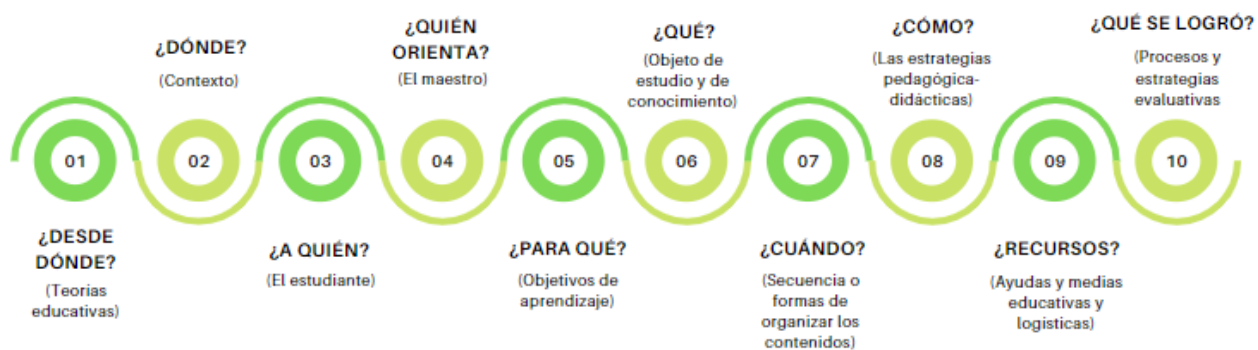 01
¿DESDE
DÓNDE?
(Teorías
educativas)
¿DÓNDE?
(Contexto)
02
03
¿A QUIÉN?
(El estudiante)
¿QUIÉN
ORIENTA?
(El maestro)
04
05
¿PARA QUÉ?
(Objetivos de
aprendizaje)
¿QUÉ?
(Objeto de
estudio y de
conocimiento)
06
07
¿CUÁNDO?
(Secuencia o
formas de
organizar los
contenidos)
¿CÓMO?
(Las estrategias
pedagógica-
didácticas)
08
09
¿RECURSOS?
(Ayudas y medias
educativas y
logísticas)
¿QUÉ SE LOGRÓ?
(Procesos y
estrategias
evaluativas
10